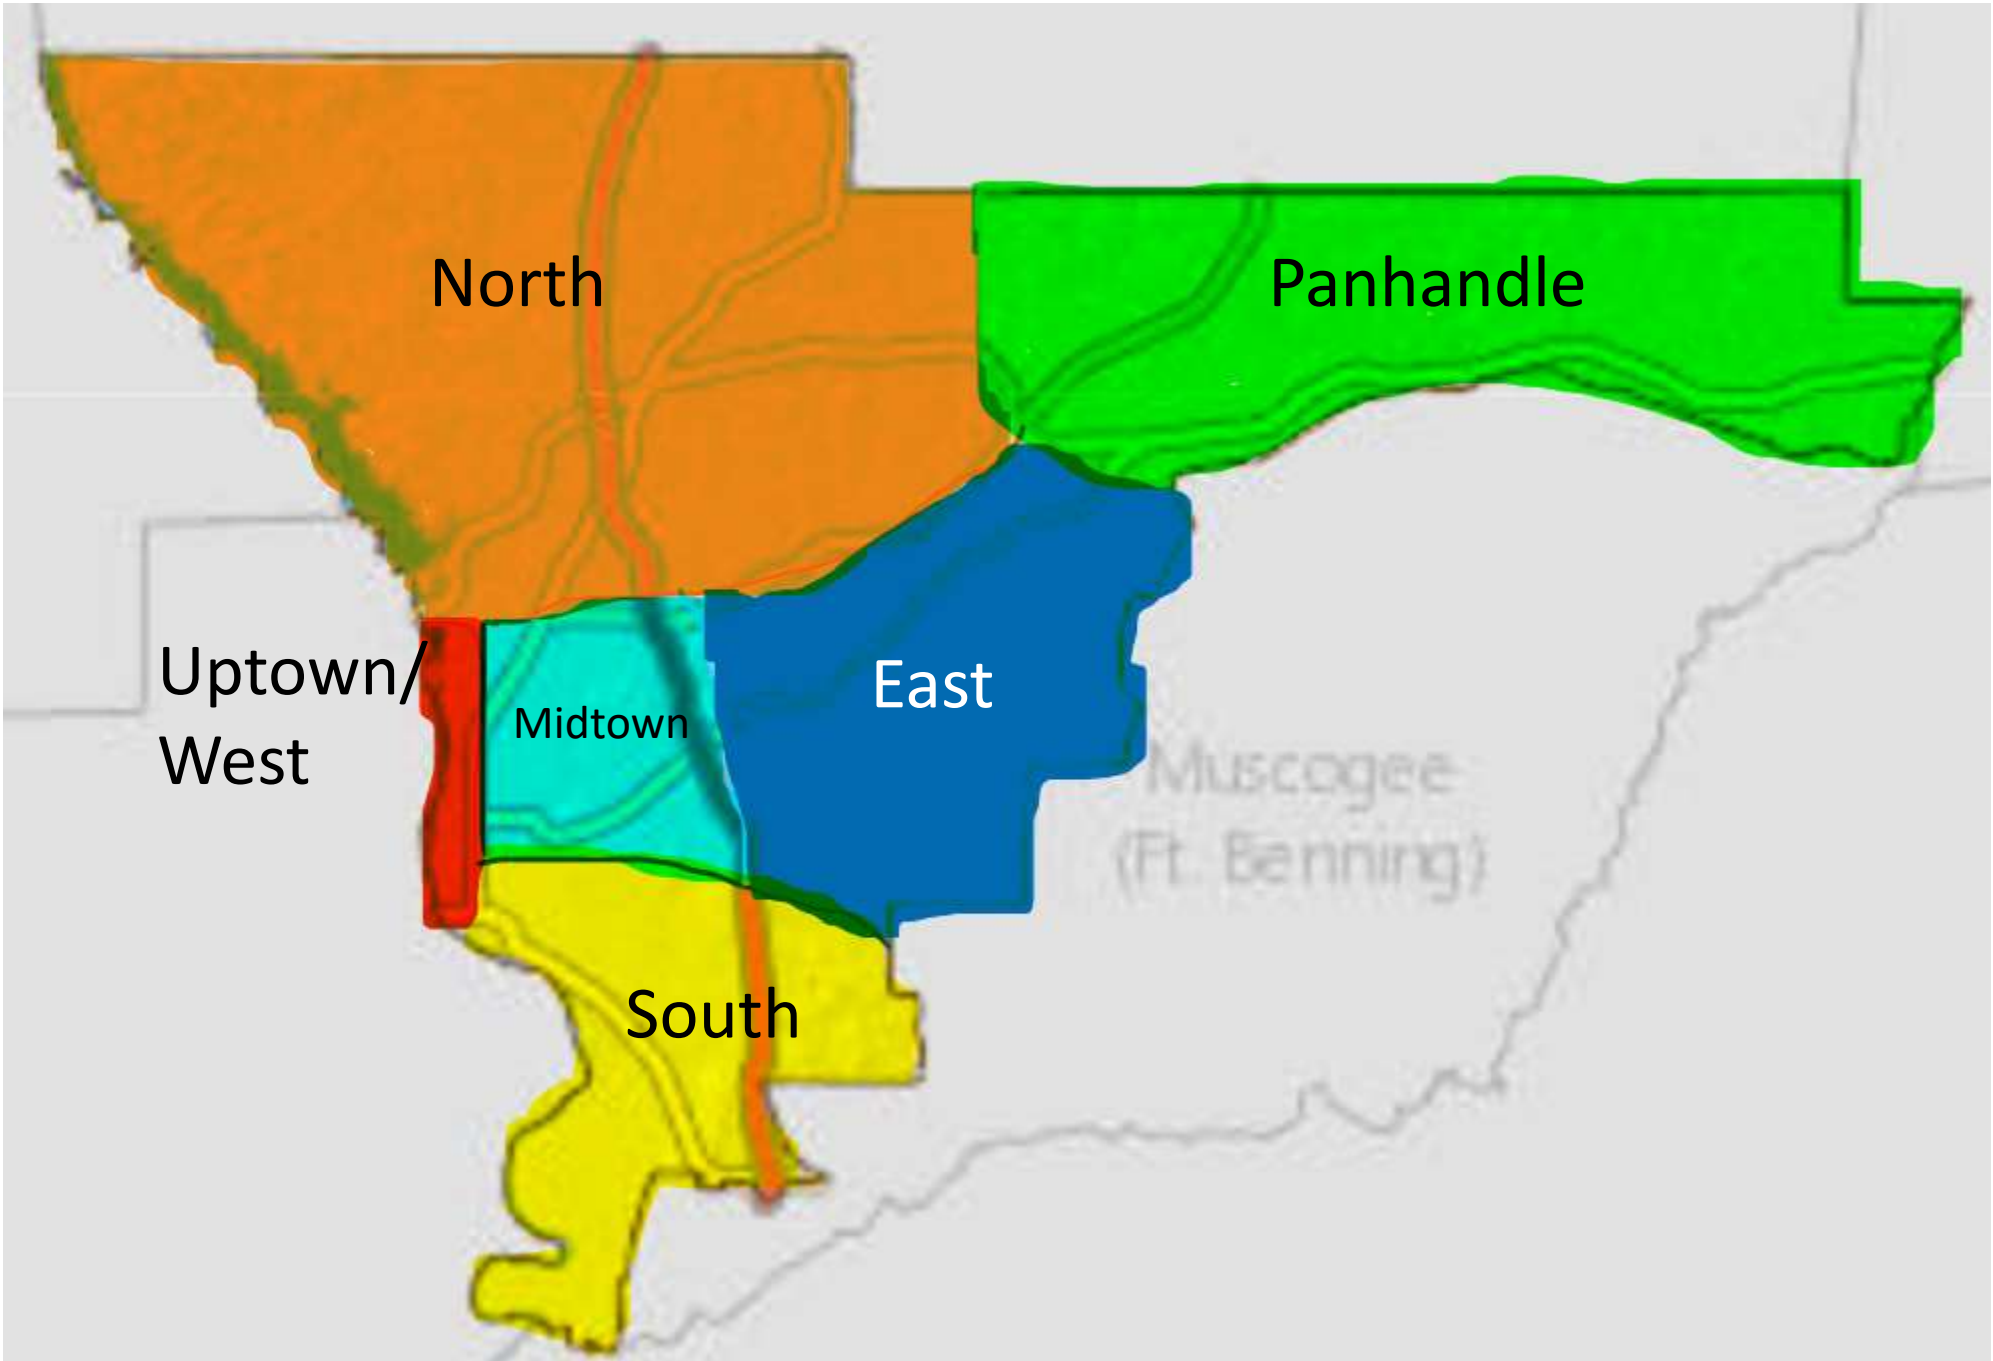 North
Panhandle
Uptown/
West
Midtown
East
Muscogee
(Ft. Benning)
South